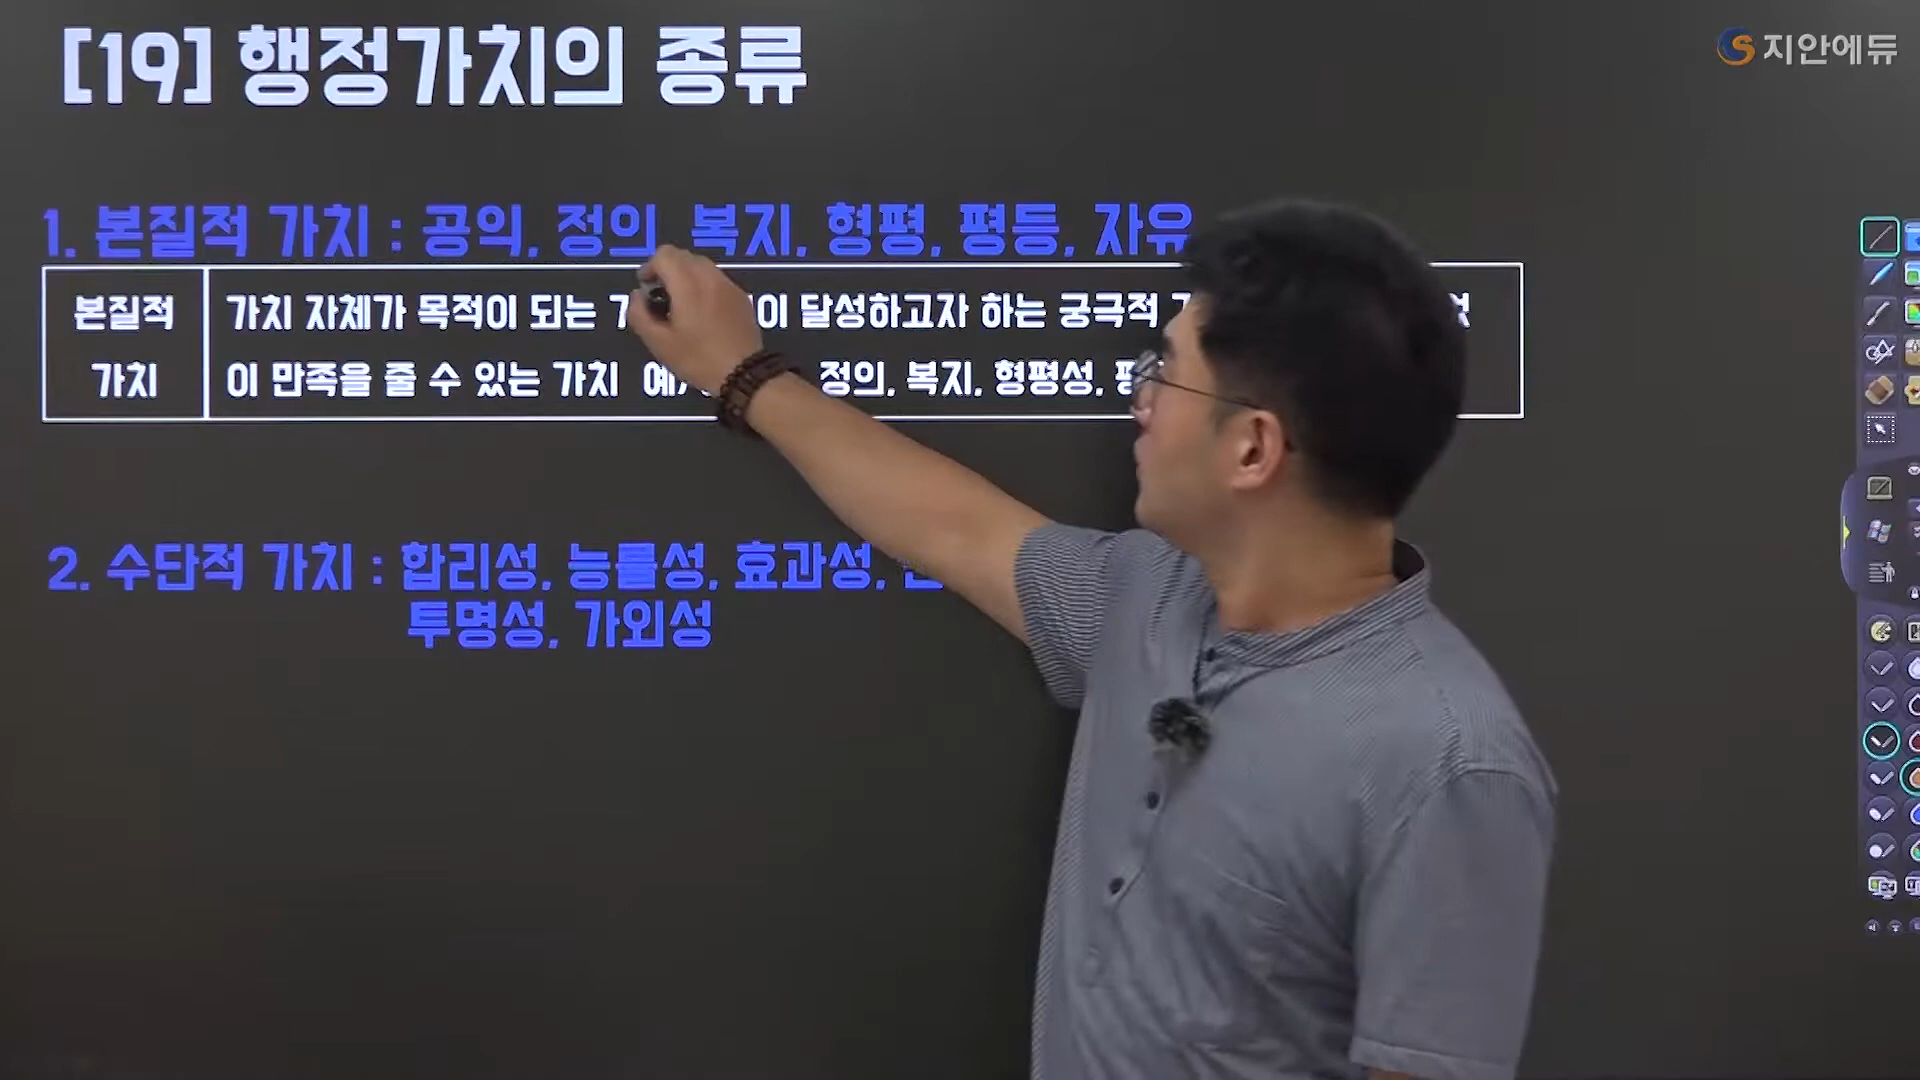 [19] 행정가치의 종류
지안에듀
1. 본질적 가치 : 공익, 정의, 복지, 형평, 평등, 자유
본질적
가치
가치 자체가 목적이 되는 달성하고자 하는 궁극적
이 만족을 줄 수 있는 가치 정의, 복지, 형평성,
2. 수단적 가치 : 합리성, 능률성, 효과성,
투명성, 가외성